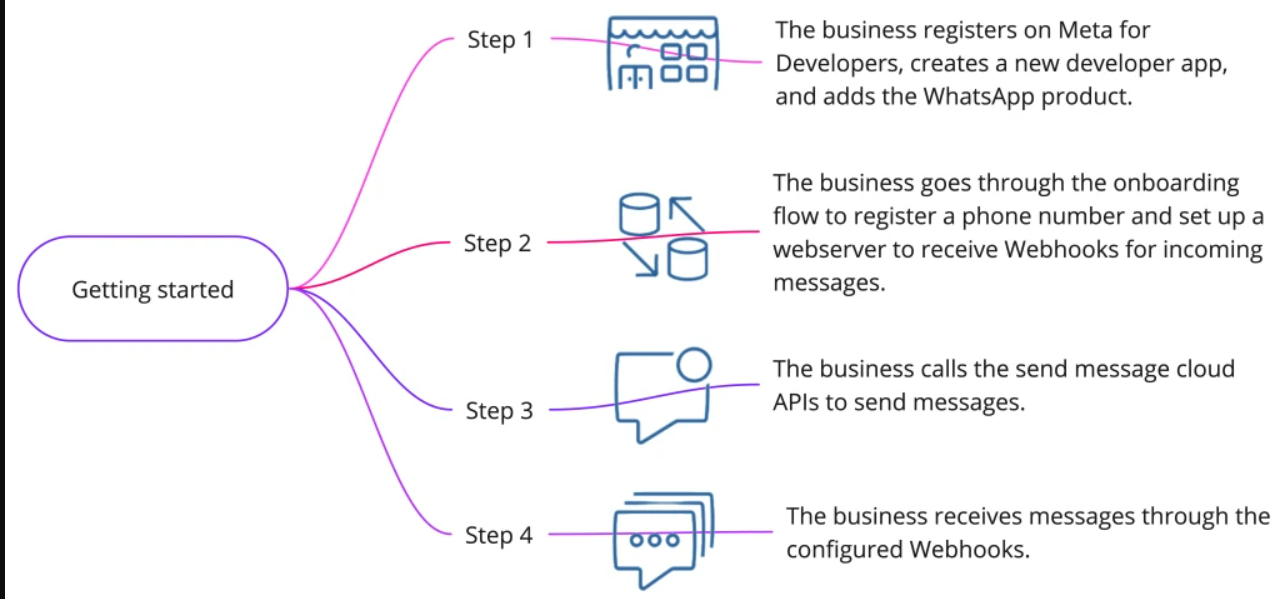 Getting started
Step 1
The business registers on Meta for
Developers, creates a new developer app,
and adds the WhatsApp product.
Step 2
The business goes through the onboarding
flow to register a phone number and set up a
webserver to receive Webhooks for incoming
messages.
Step 3
The business calls the send message cloud
APIs to send messages.
Step 4
The business receives messages through the
configured Webhooks.